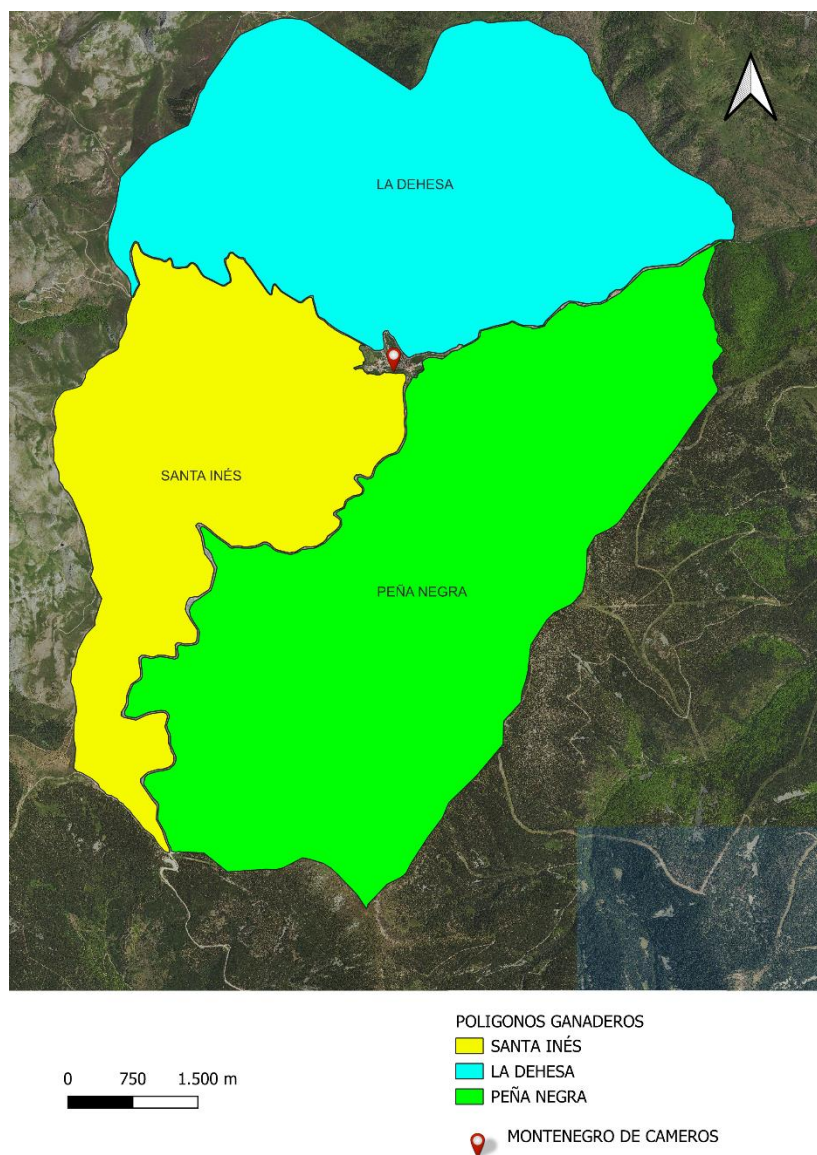 LA DEHESA
SANTA INÉS
PEÑA NEGRA
POLIGONOS GANADEROS
SANTA INÉS
LA DEHESA
PEÑA NEGRA
0 750 1.500 m
MONTENEGRO DE CAMEROS